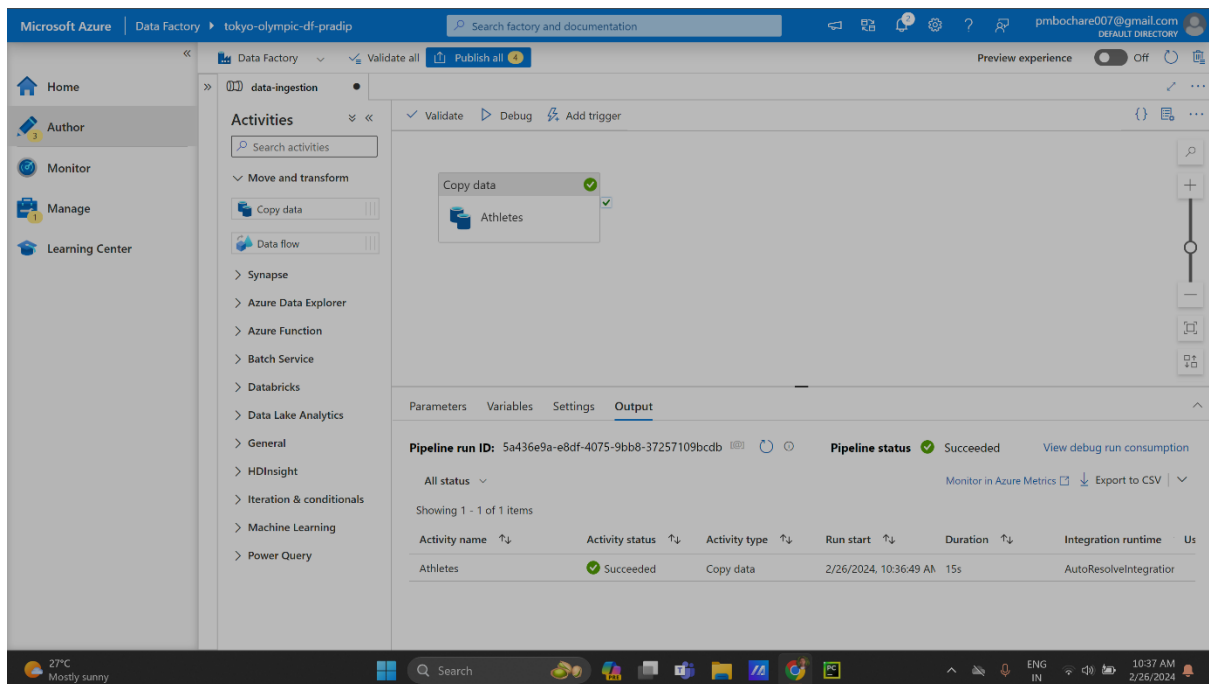 Microsoft Azure | Data Factory ▸ tokyo-olympic-df-pradip
Search factory and documentation
2
pmbochare007@gmail.com
DEFAULT DIRECTORY
Home
Author
3
Monitor
Manage
1
Learning Center
Data Factory
Validate all
Publish all 4
Preview experience
Off
data-ingestion
Activities
Search activities
Move and transform
Copy data
Data flow
Synapse
Azure Data Explorer
Azure Function
Batch Service
Databricks
Data Lake Analytics
General
HDInsight
Iteration & conditionals
Machine Learning
Power Query
Validate Debug Add trigger
Copy data
Athletes
Parameters Variables Settings Output
Pipeline run ID: 5a436e9a-e8df-4075-9bb8-37257109bcdb
Pipeline status Succeeded
View debug run consumption
All status
Monitor in Azure Metrics Export to CSV
Showing 1 - 1 of 1 items
Activity name Activity status Activity type Run start Duration Integration runtime Us
Athletes Succeeded Copy data 2/26/2024, 10:36:49 AM 15s AutoResolveIntegration
27°C
Mostly sunny
Search
PRE
PC
ENG
IN
10:37 AM
2/26/2024